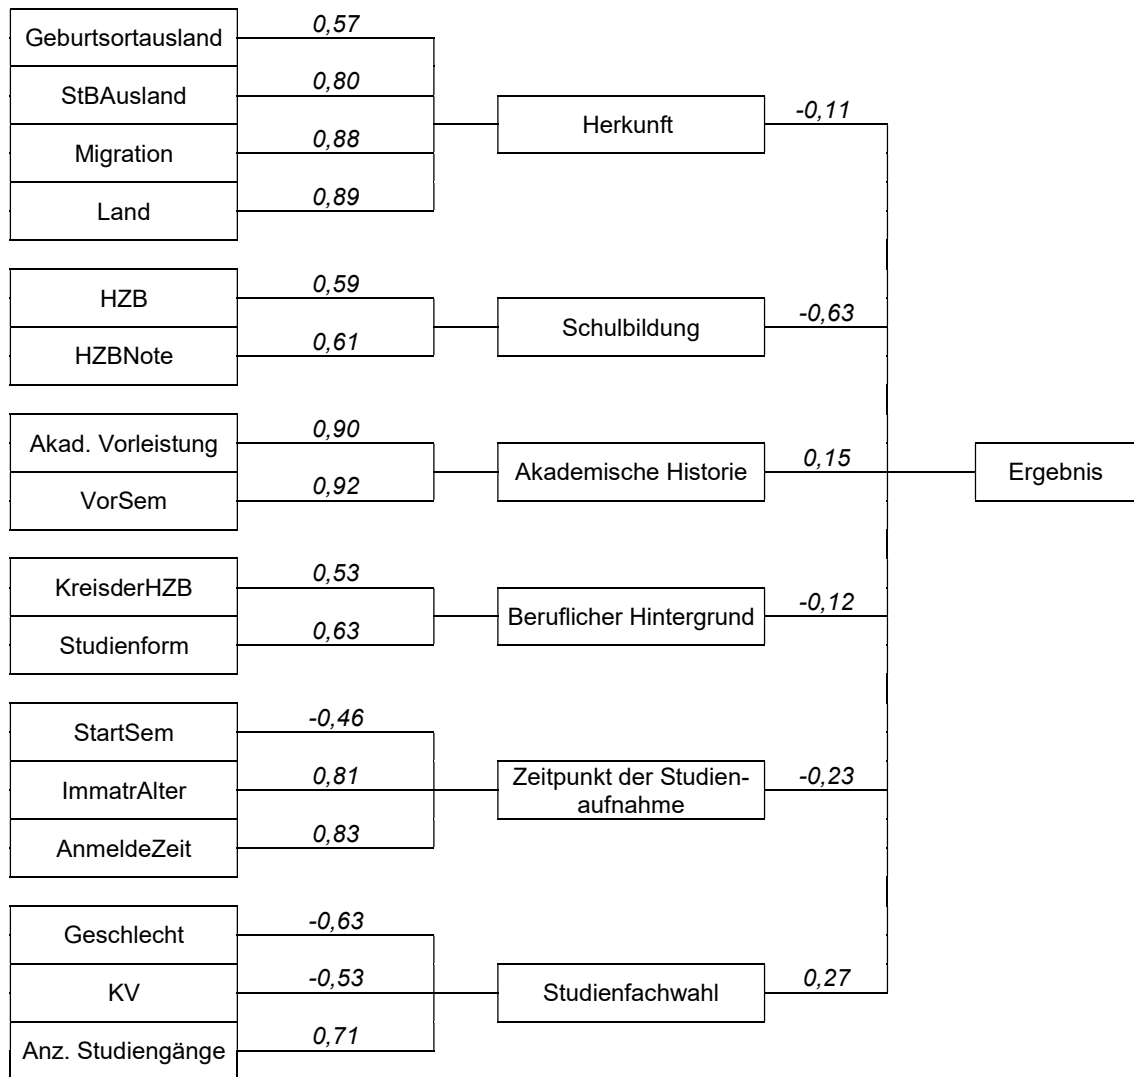 Geburtsortausland
0,57
StBAusland
0,80
Migration
0,88
Land
0,89
Herkunft
-0,11
HZB
0,59
HZBNote
0,61
Schulbildung
-0,63
Akad. Vorleistung
0,90
VorSem
0,92
Akademische Historie
0,15
Ergebnis
KreisderHZB
0,53
Studienform
0,63
Beruflicher Hintergrund
-0,12
StartSem
-0,46
ImmatrAlter
0,81
AnmeldeZeit
0,83
Zeitpunkt der Studien-
aufnahme
-0,23
Geschlecht
-0,63
KV
-0,53
Anz. Studiengänge
0,71
Studienfachwahl
0,27